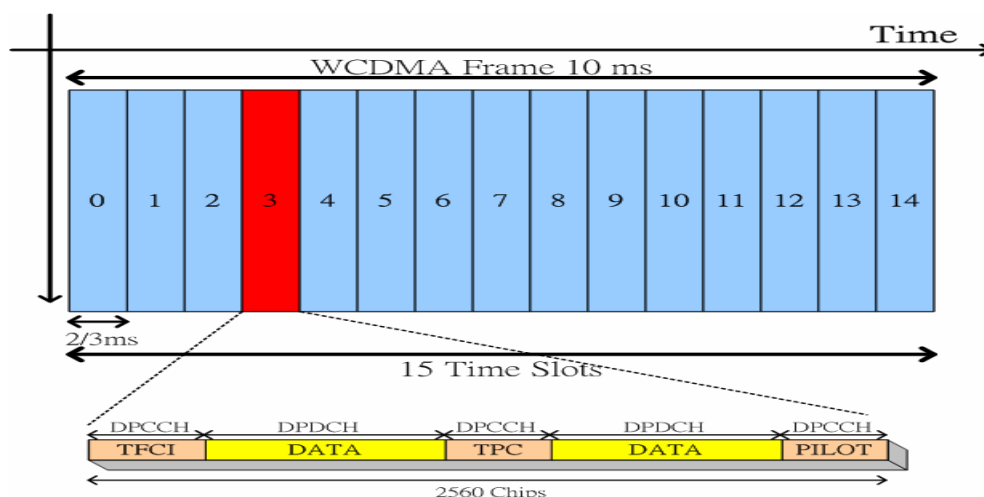 Time
WCDMA Frame 10 ms
0 1 2 3 4 5 6 7 8 9 10 11 12 13 14
2/3ms
15 Time Slots
DPCCH DPDCH DPCCH DPDCH DPCCH
TFCI DATA TPC DATA PILOT
2560 Chips